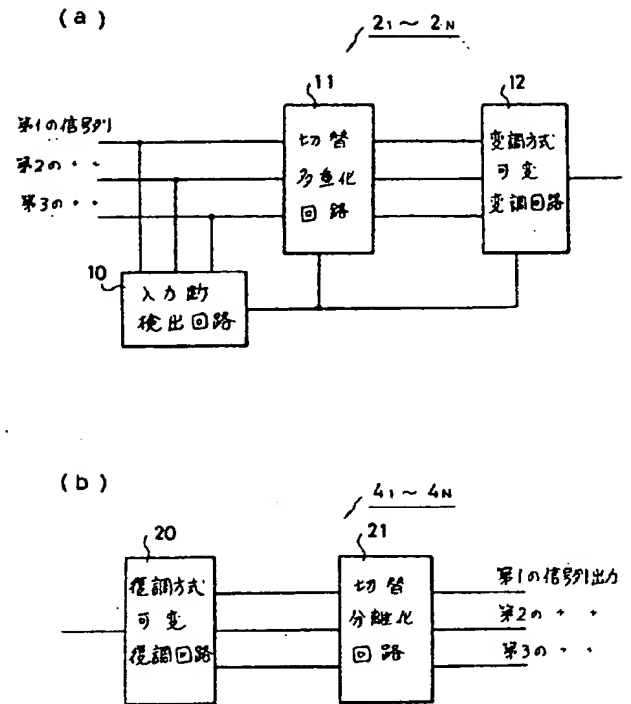 (a)
2₁〜2ɴ
11
12
第1の信号列
第2の 〃 〃
第3の 〃 〃
切替
多重化
回路
変調方式
可変
変調回路
10
入力断
検出回路
(b)
4₁〜4ɴ
20
21
復調方式
可変
復調回路
切替
分離化
回路
第1の信号列出力
第2の 〃 〃
第3の 〃 〃